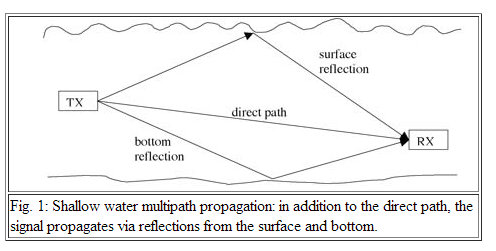 surface
reflection
TX
direct path
bottom
reflection
RX
Fig. 1: Shallow water multipath propagation: in addition to the direct path, the
signal propagates via reflections from the surface and bottom.